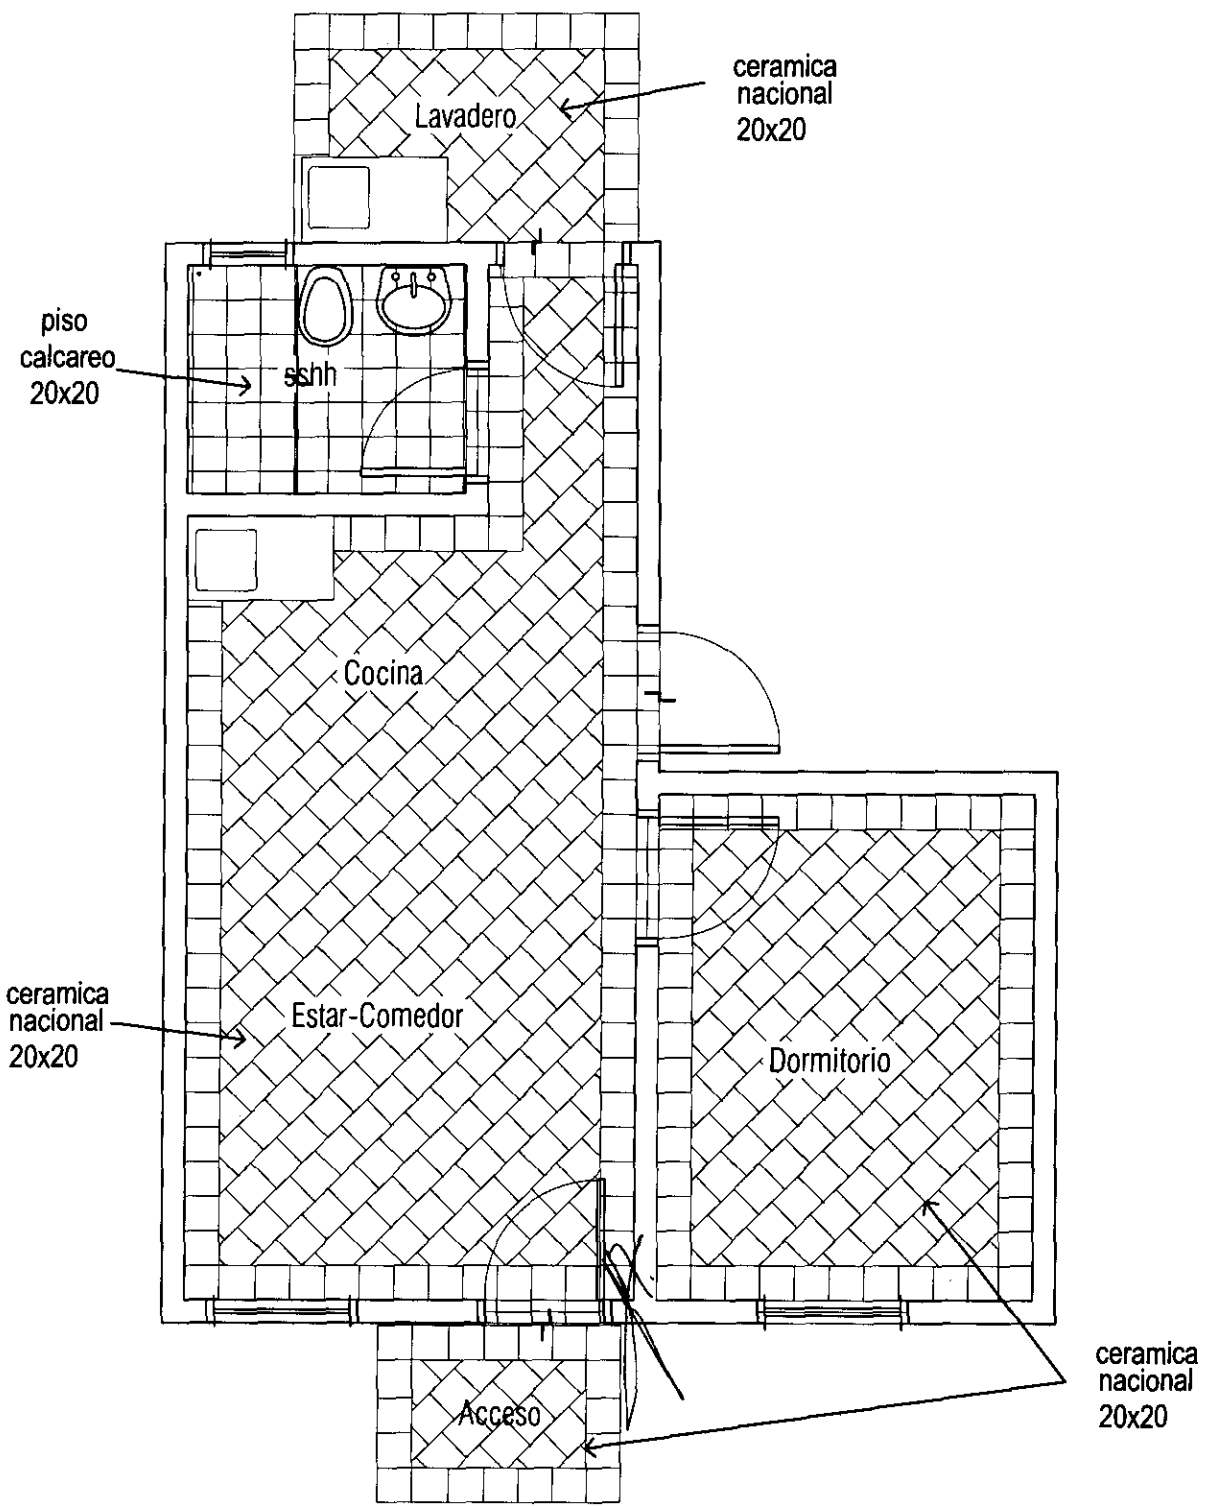 ceramica
nacional
20x20
Lavadero
piso
calcareo
20x20
sshh
Cocina
ceramica
nacional
20x20
Estar-Comedor
Dormitorio
ceramica
nacional
20x20
Acceso